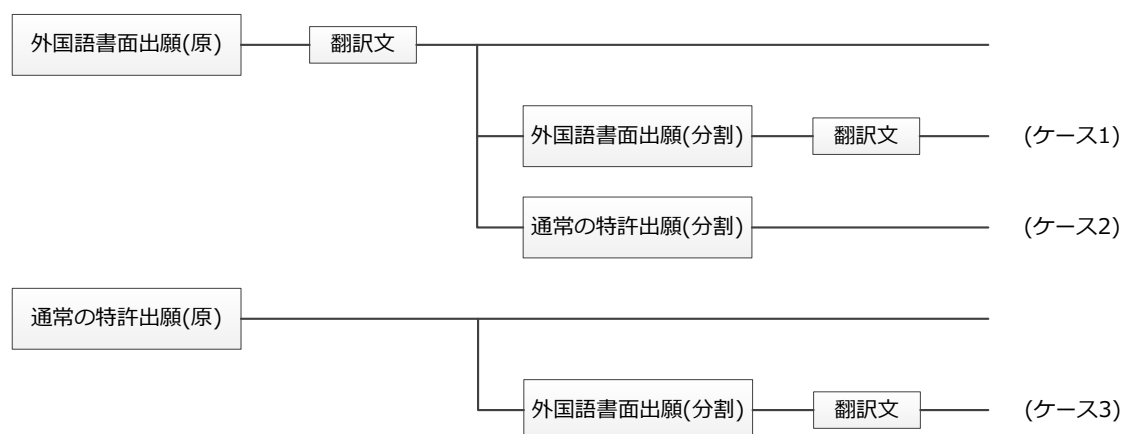 外国語書面出願(原)
翻訳文
外国語書面出願(分割)
翻訳文
(ケース1)
通常の特許出願(分割)
(ケース2)
通常の特許出願(原)
外国語書面出願(分割)
翻訳文
(ケース3)